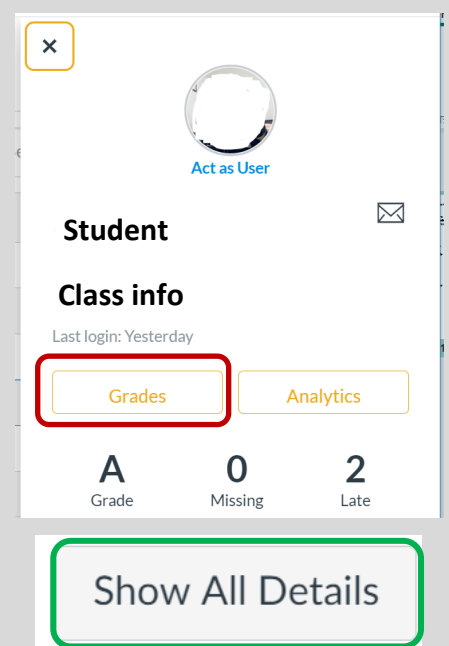 ×
Act as User
Student
Class info
Last login: Yesterday
Grades Analytics
A 0 2
Grade Missing Late
Show All Details